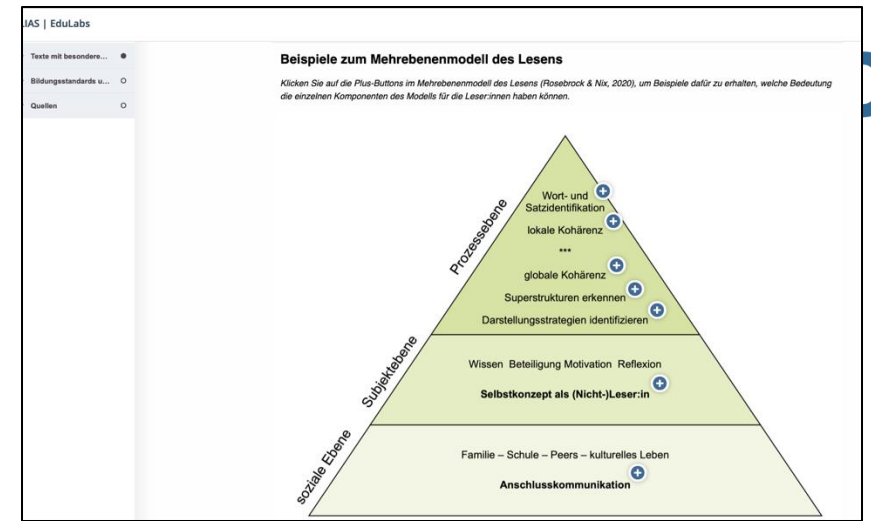 IAS | EduLabs
Texte mit besondere...
Bildungsstandards u...
Quellen
Beispiele zum Mehrebenenmodell des Lesens
Klicken Sie auf die Plus-Buttons im Mehrebenenmodell des Lesens (Rosebrock & Nix, 2020), um Beispiele dafür zu erhalten, welche Bedeutung
die einzelnen Komponenten des Modells für die Leser:innen haben können.
Prozessebene
Wort- und
Satzidentifikation
lokale Kohärenz
***
globale Kohärenz
Superstrukturen erkennen
Darstellungsstrategien identifizieren
Subjektebene
Wissen Beteiligung Motivation Reflexion
Selbstkonzept als (Nicht-)Leser:in
soziale Ebene
Familie – Schule – Peers – kulturelles Leben
Anschlusskommunikation